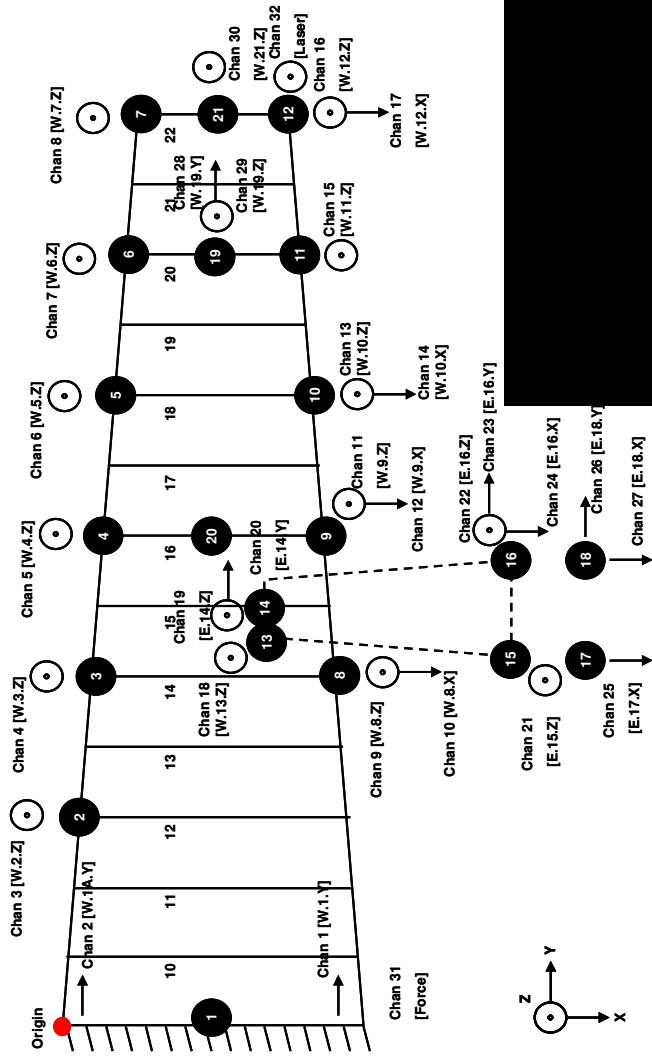 Chan 32
[Laser]
Chan 30
[W.21.Z]
Chan 16
[W.12.Z]
Chan 8 [W.7.Z]
7
22
21
12
Chan 17
[W.12.X]
Chan 28
[W.19.Y]
21
Chan 29
[W.19.Z]
Chan 15
[W.11.Z]
Chan 7 [W.6.Z]
6
20
19
11
19
Chan 13
[W.10.Z]
Chan 14
[W.10.X]
Chan 6 [W.5.Z]
5
18
10
17
Chan 11
[W.9.Z]
Chan 12 [W.9.X]
Chan 22
[E.16.Z]
Chan 23 [E.16.Y]
Chan 24 [E.16.X]
Chan 26
[E.18.Y]
Chan 27 [E.18.X]
Chan 5 [W.4.Z]
4
16
20
9
Chan 20
[E.14.Y]
16
18
15
Chan 19
[E.14.Z]
14
13
Chan 4 [W.3.Z]
3
14
8
Chan 18
[W.13.Z]
15
17
Chan 21
[E.15.Z]
Chan 25
[E.17.X]
13
Chan 9 [W.8.Z]
Chan 10 [W.8.X]
Chan 3 [W.2.Z]
2
12
11
Chan 2 [W.1A.Y]
Chan 1 [W.1.Y]
10
Chan 31
[Force]
Origin
1
Z
Y
X